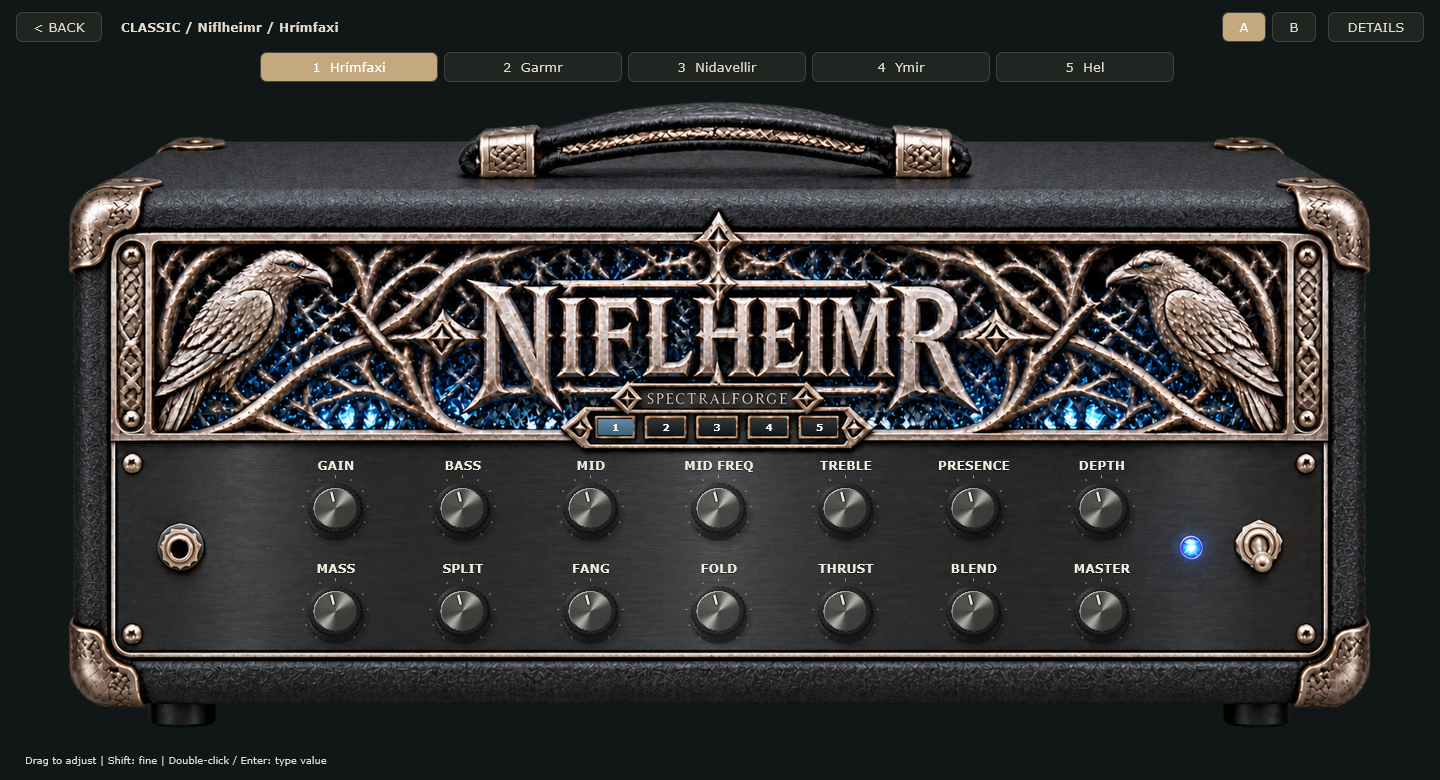 < BACK
CLASSIC / Niflheimr / Hrímfaxi
A
B
DETAILS
1 Hrímfaxi
2 Garmr
3 Nidavellir
4 Ymir
5 Hel
NIFLHEIMR
SPECTRALFORGE
1 2 3 4 5
GAIN BASS MID MID FREQ TREBLE PRESENCE DEPTH
MASS SPLIT FANG FOLD THRUST BLEND MASTER
Drag to adjust | Shift: fine | Double-click / Enter: type value